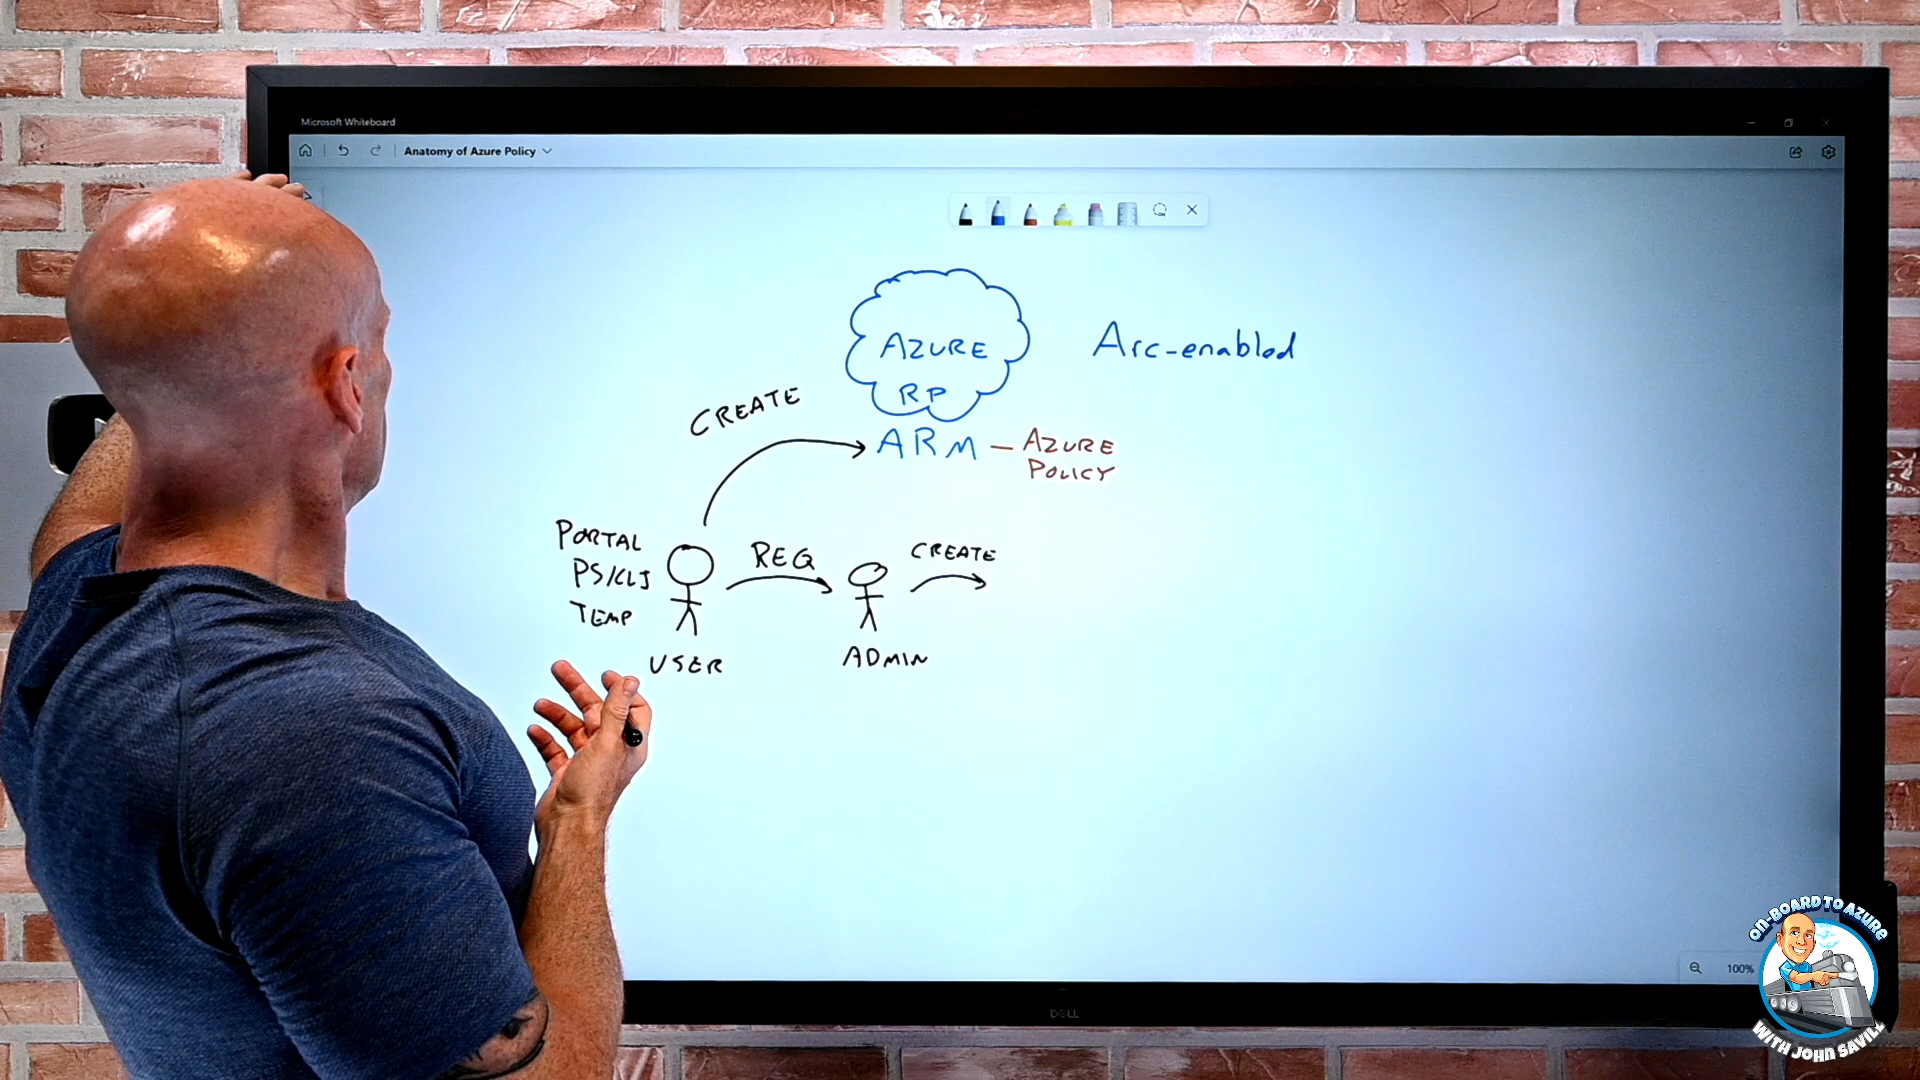 Microsoft Whiteboard
Anatomy of Azure Policy
AZURE
RP
Arc-enabled
CREATE
ARM – AZURE
POLICY
PORTAL
PS/CLI
TEMP
REQ
CREATE
USER
ADMIN
100%
DELL
ON-BOARD TO AZURE
WITH JOHN SAVILL